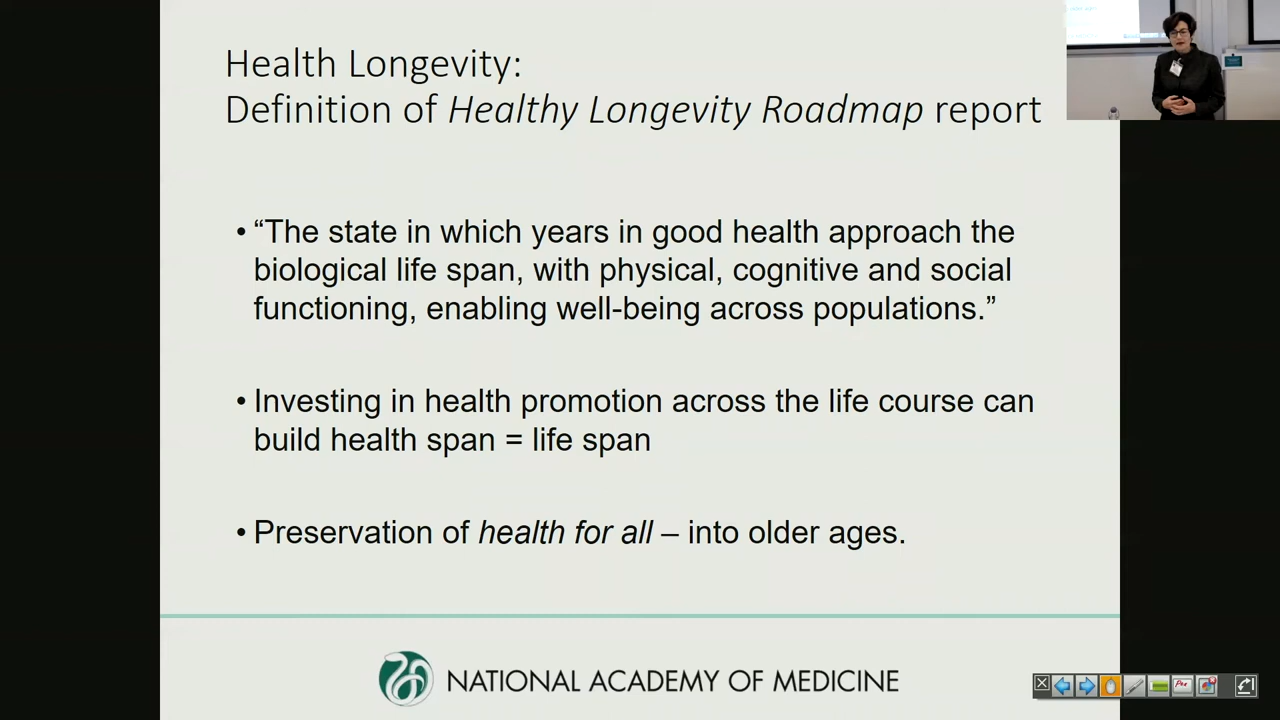 Health Longevity:
Definition of Healthy Longevity Roadmap report
• “The state in which years in good health approach the
biological life span, with physical, cognitive and social
functioning, enabling well-being across populations.”
• Investing in health promotion across the life course can
build health span = life span
• Preservation of health for all – into older ages.
NATIONAL ACADEMY OF MEDICINE
Pen